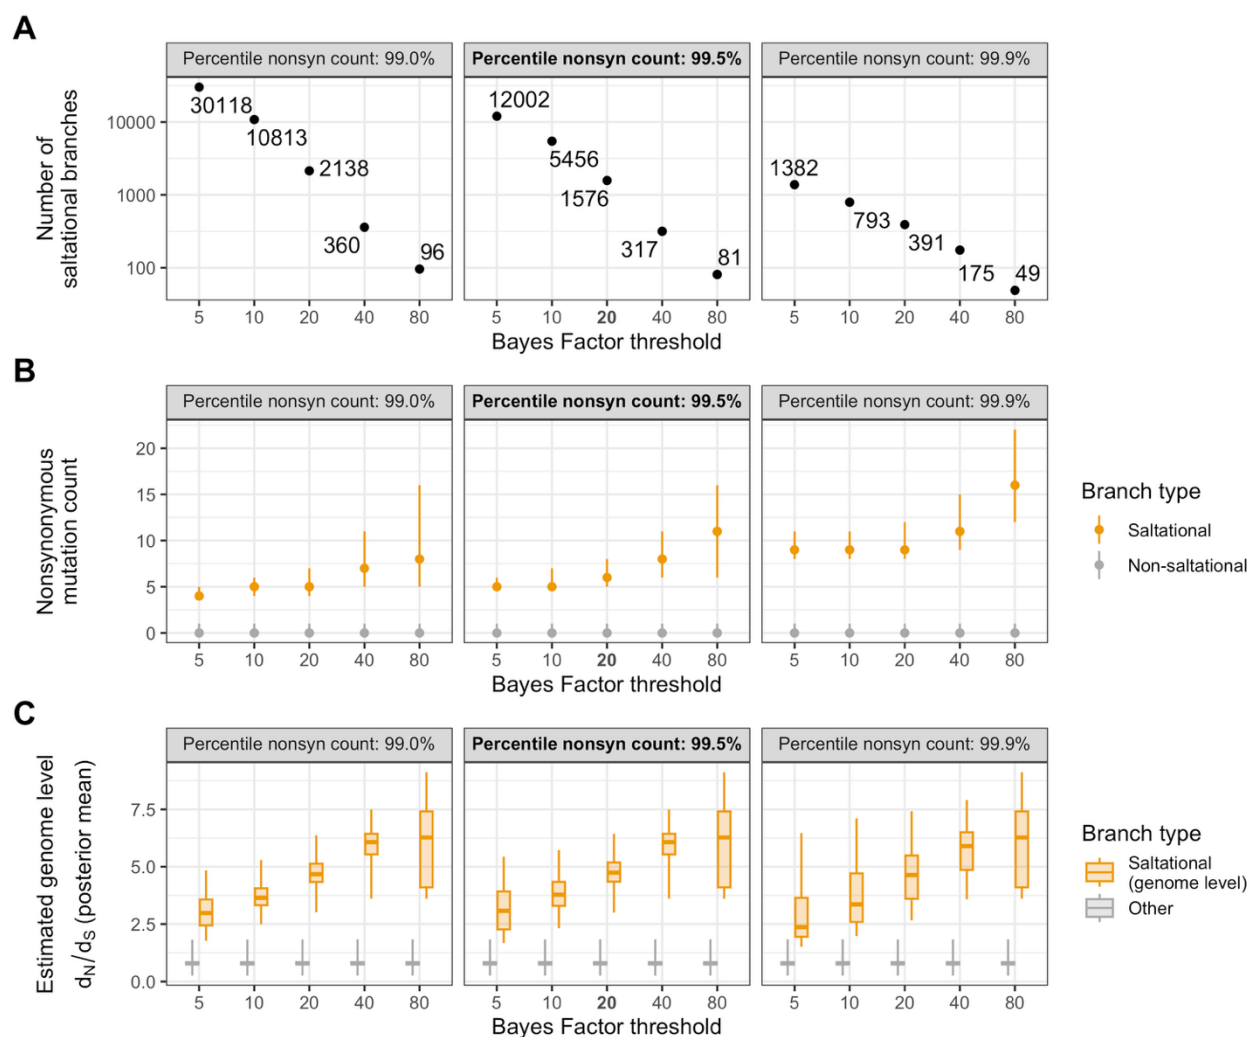 A
Percentile nonsyn count: 99.0%
Percentile nonsyn count: 99.5%
Percentile nonsyn count: 99.9%
Number of
saltational branches
10000
1000
100
30118
10813
2138
360
96
12002
5456
1576
317
81
1382
793
391
175
49
5 10 20 40 80
5 10 20 40 80
5 10 20 40 80
Bayes Factor threshold
B
Percentile nonsyn count: 99.0%
Percentile nonsyn count: 99.5%
Percentile nonsyn count: 99.9%
Nonsynonymous
mutation count
20
15
10
5
0
5 10 20 40 80
5 10 20 40 80
5 10 20 40 80
Bayes Factor threshold
Branch type
Saltational
Non-saltational
C
Percentile nonsyn count: 99.0%
Percentile nonsyn count: 99.5%
Percentile nonsyn count: 99.9%
Estimated genome level
dN/dS (posterior mean)
7.5
5.0
2.5
0.0
5 10 20 40 80
5 10 20 40 80
5 10 20 40 80
Bayes Factor threshold
Branch type
Saltational
(genome level)
Other